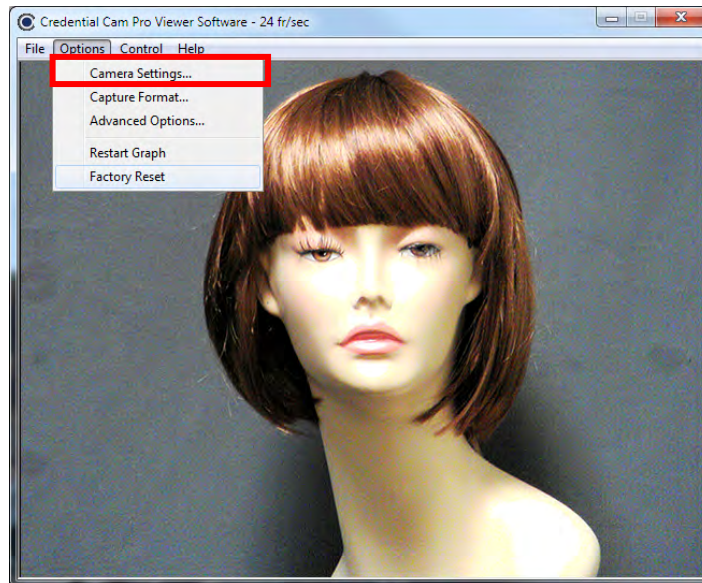 Credential Cam Pro Viewer Software - 24 fr/sec
File Options Control Help
Camera Settings...
Capture Format...
Advanced Options...
Restart Graph
Factory Reset